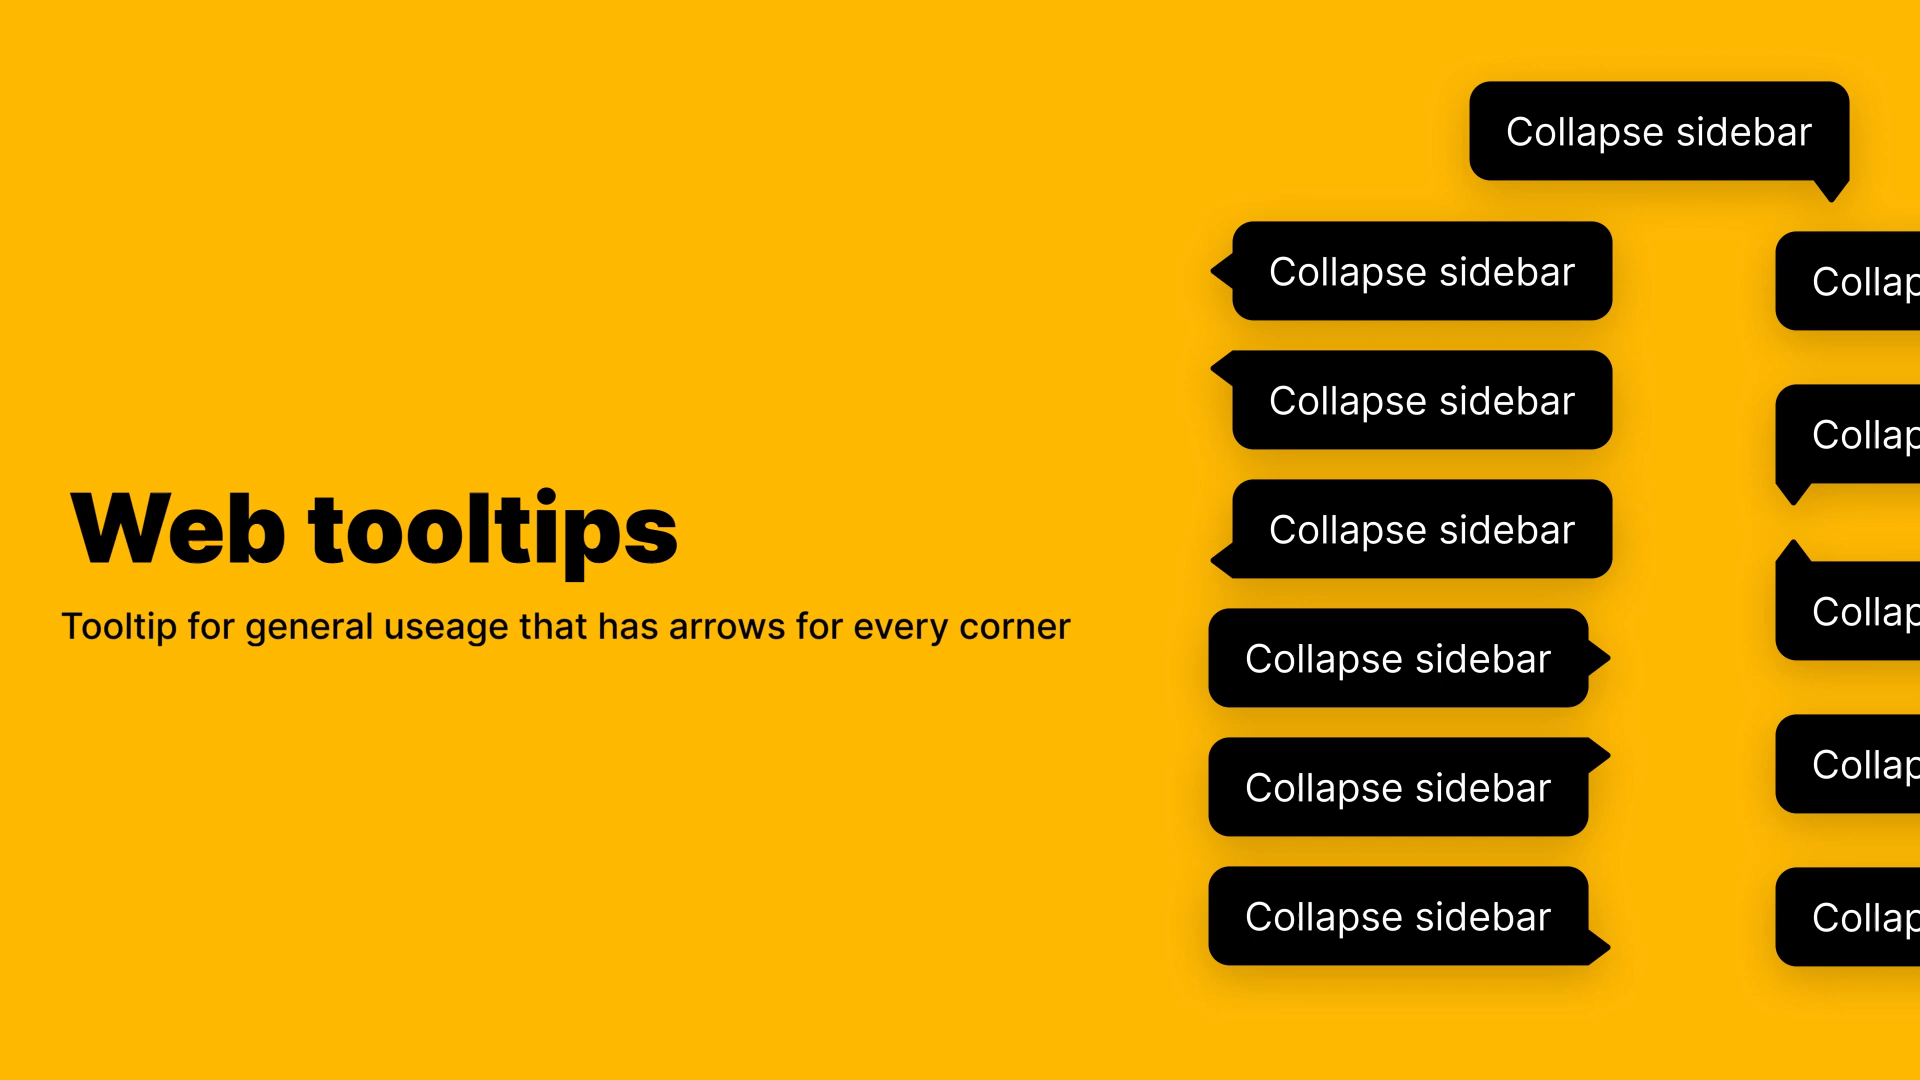 Web tooltips
Tooltip for general useage that has arrows for every corner
Collapse sidebar
Collapse sidebar
Collapse sidebar
Collapse sidebar
Collapse sidebar
Collapse sidebar
Collapse sidebar
Collap
Collap
Collap
Collap
Collap